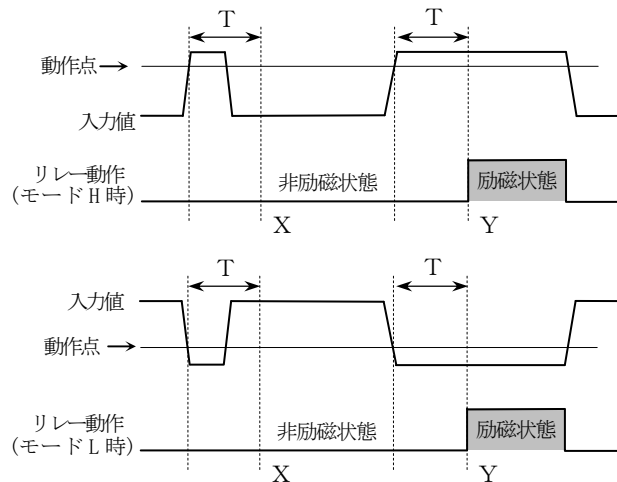 T T
動作点→
入力値
リレー動作
(モードH時)
非励磁状態 励磁状態
X Y
T T
入力値
動作点→
リレー動作
(モードL時)
非励磁状態 励磁状態
X Y